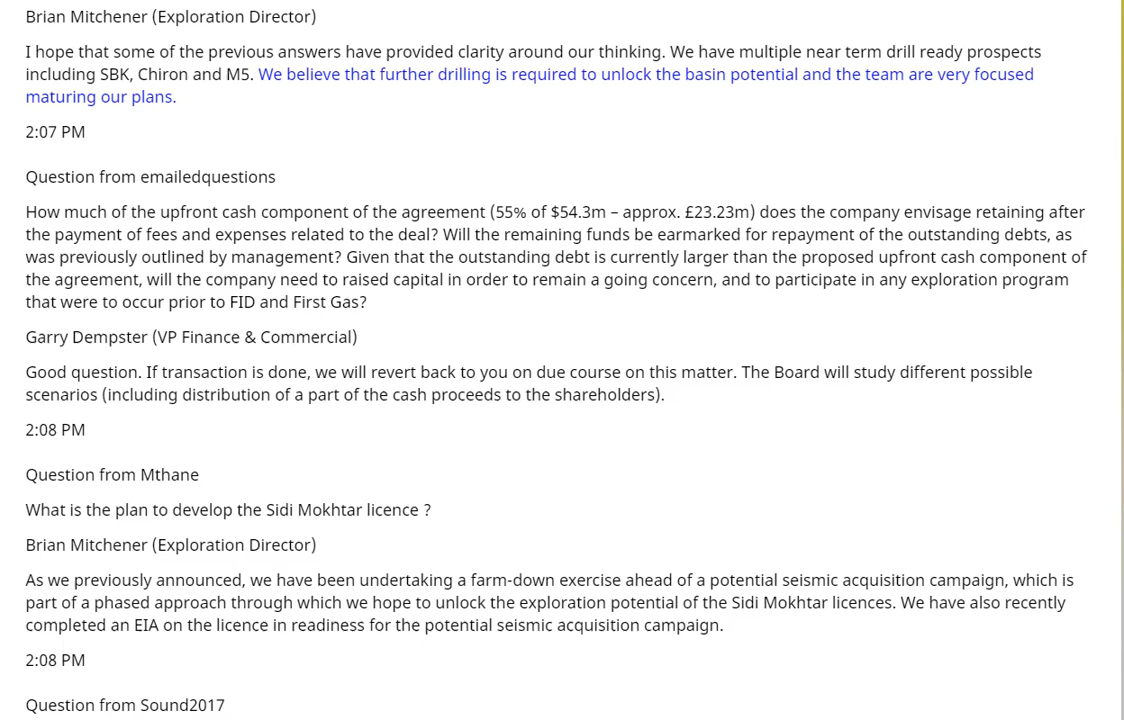 Brian Mitchener (Exploration Director)
I hope that some of the previous answers have provided clarity around our thinking. We have multiple near term drill ready prospects
including SBK, Chiron and M5. We believe that further drilling is required to unlock the basin potential and the team are very focused
maturing our plans.
2:07 PM
Question from emailedquestions
How much of the upfront cash component of the agreement (55% of $54.3m – approx. £23.23m) does the company envisage retaining after
the payment of fees and expenses related to the deal? Will the remaining funds be earmarked for repayment of the outstanding debts, as
was previously outlined by management? Given that the outstanding debt is currently larger than the proposed upfront cash component of
the agreement, will the company need to raised capital in order to remain a going concern, and to participate in any exploration program
that were to occur prior to FID and First Gas?
Garry Dempster (VP Finance & Commercial)
Good question. If transaction is done, we will revert back to you on due course on this matter. The Board will study different possible
scenarios (including distribution of a part of the cash proceeds to the shareholders).
2:08 PM
Question from Mthane
What is the plan to develop the Sidi Mokhtar licence ?
Brian Mitchener (Exploration Director)
As we previously announced, we have been undertaking a farm-down exercise ahead of a potential seismic acquisition campaign, which is
part of a phased approach through which we hope to unlock the exploration potential of the Sidi Mokhtar licences. We have also recently
completed an EIA on the licence in readiness for the potential seismic acquisition campaign.
2:08 PM
Question from Sound2017